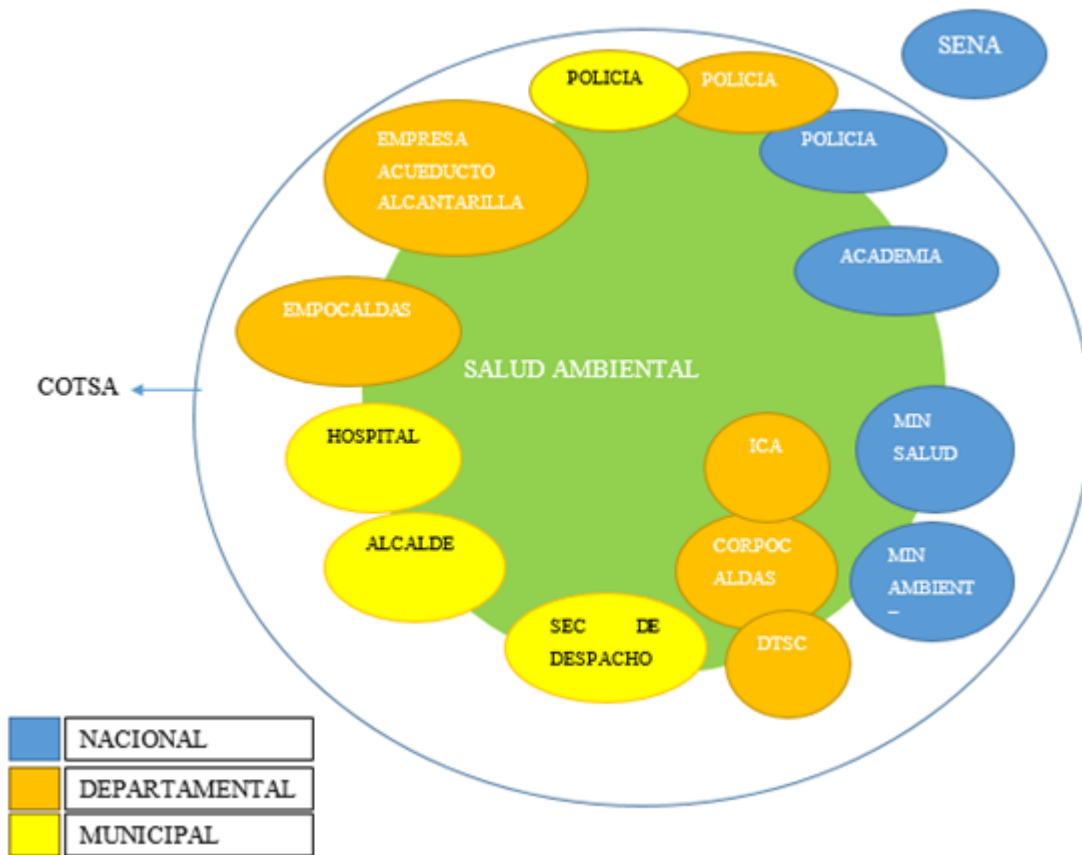 SENA
POLICIA
POLICIA
POLICIA
EMPRESA
ACUEDUCTO
ALCANTARILLA
ACADEMIA
EMPOCALDAS
SALUD AMBIENTAL
COTSA
HOSPITAL
ICA
MIN
SALUD
ALCALDE
CORPOC
ALDAS
MIN
AMBIENT
SEC DE
DESPACHO
DTSC
NACIONAL
DEPARTAMENTAL
MUNICIPAL